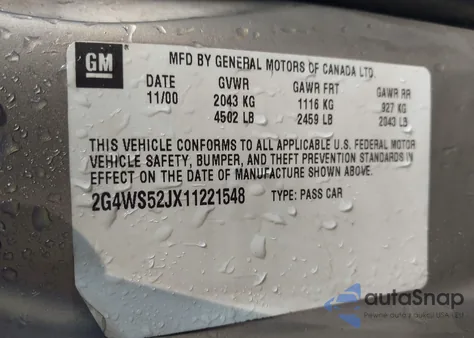 GM
MFD BY GENERAL MOTORS OF CANADA LTD.
DATE GVWR GAWR FRT GAWR RR
11/00 2043 KG 1116 KG 927 KG
4502 LB 2459 LB 2043 LB
THIS VEHICLE CONFORMS TO ALL APPLICABLE U.S. FEDERAL MOTOR
VEHICLE SAFETY, BUMPER, AND THEFT PREVENTION STANDARDS IN
EFFECT ON THE DATE OF MANUFACTURE SHOWN ABOVE.
2G4WS52JX11221548 TYPE: PASS CAR
autoSnap
Pewne auto z USA